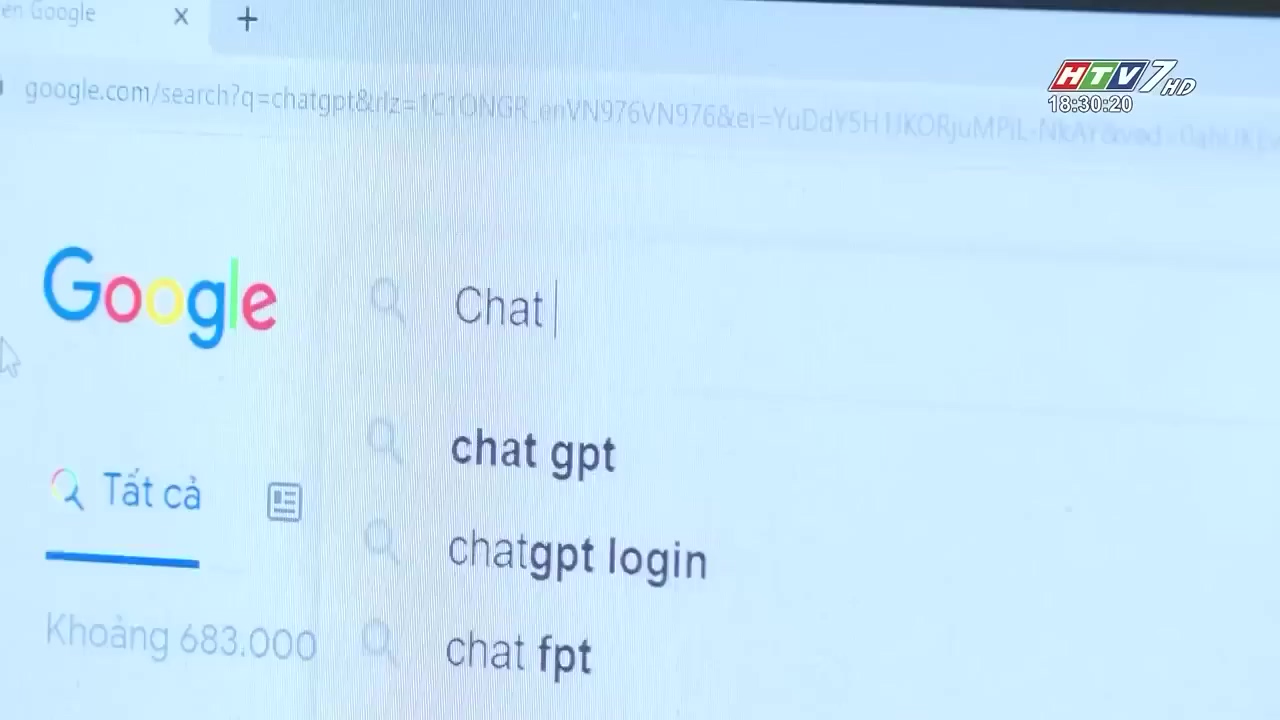 en Google
google.com/search?q=chatgpt&rlz=1C1ONGR_enVN976VN976&ei=
HTV7 HD
18:30:20
Google
Chat
chat gpt
Tất cả
chatgpt login
Khoảng 683.000
chat fpt